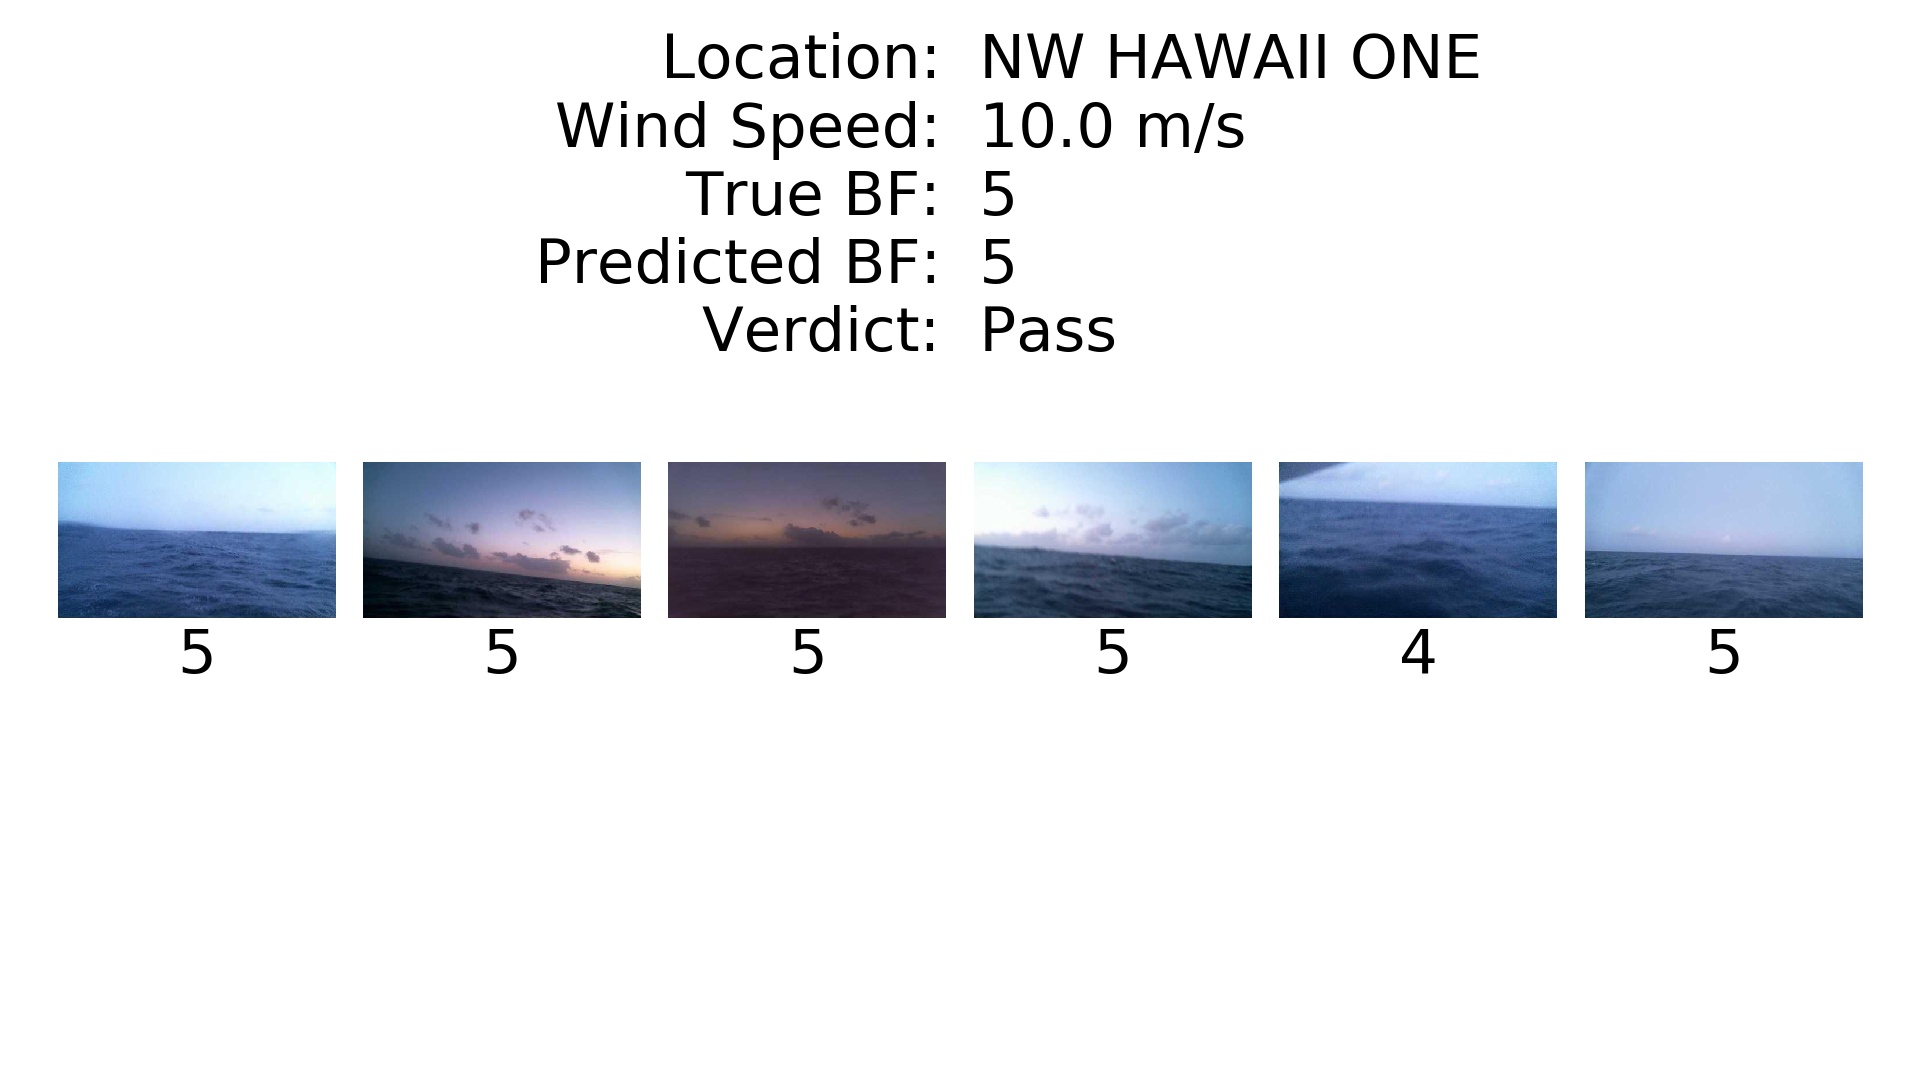 Location: NW HAWAII ONE
Wind Speed: 10.0 m/s
True BF: 5
Predicted BF: 5
Verdict: Pass
5 5 5 5 4 5